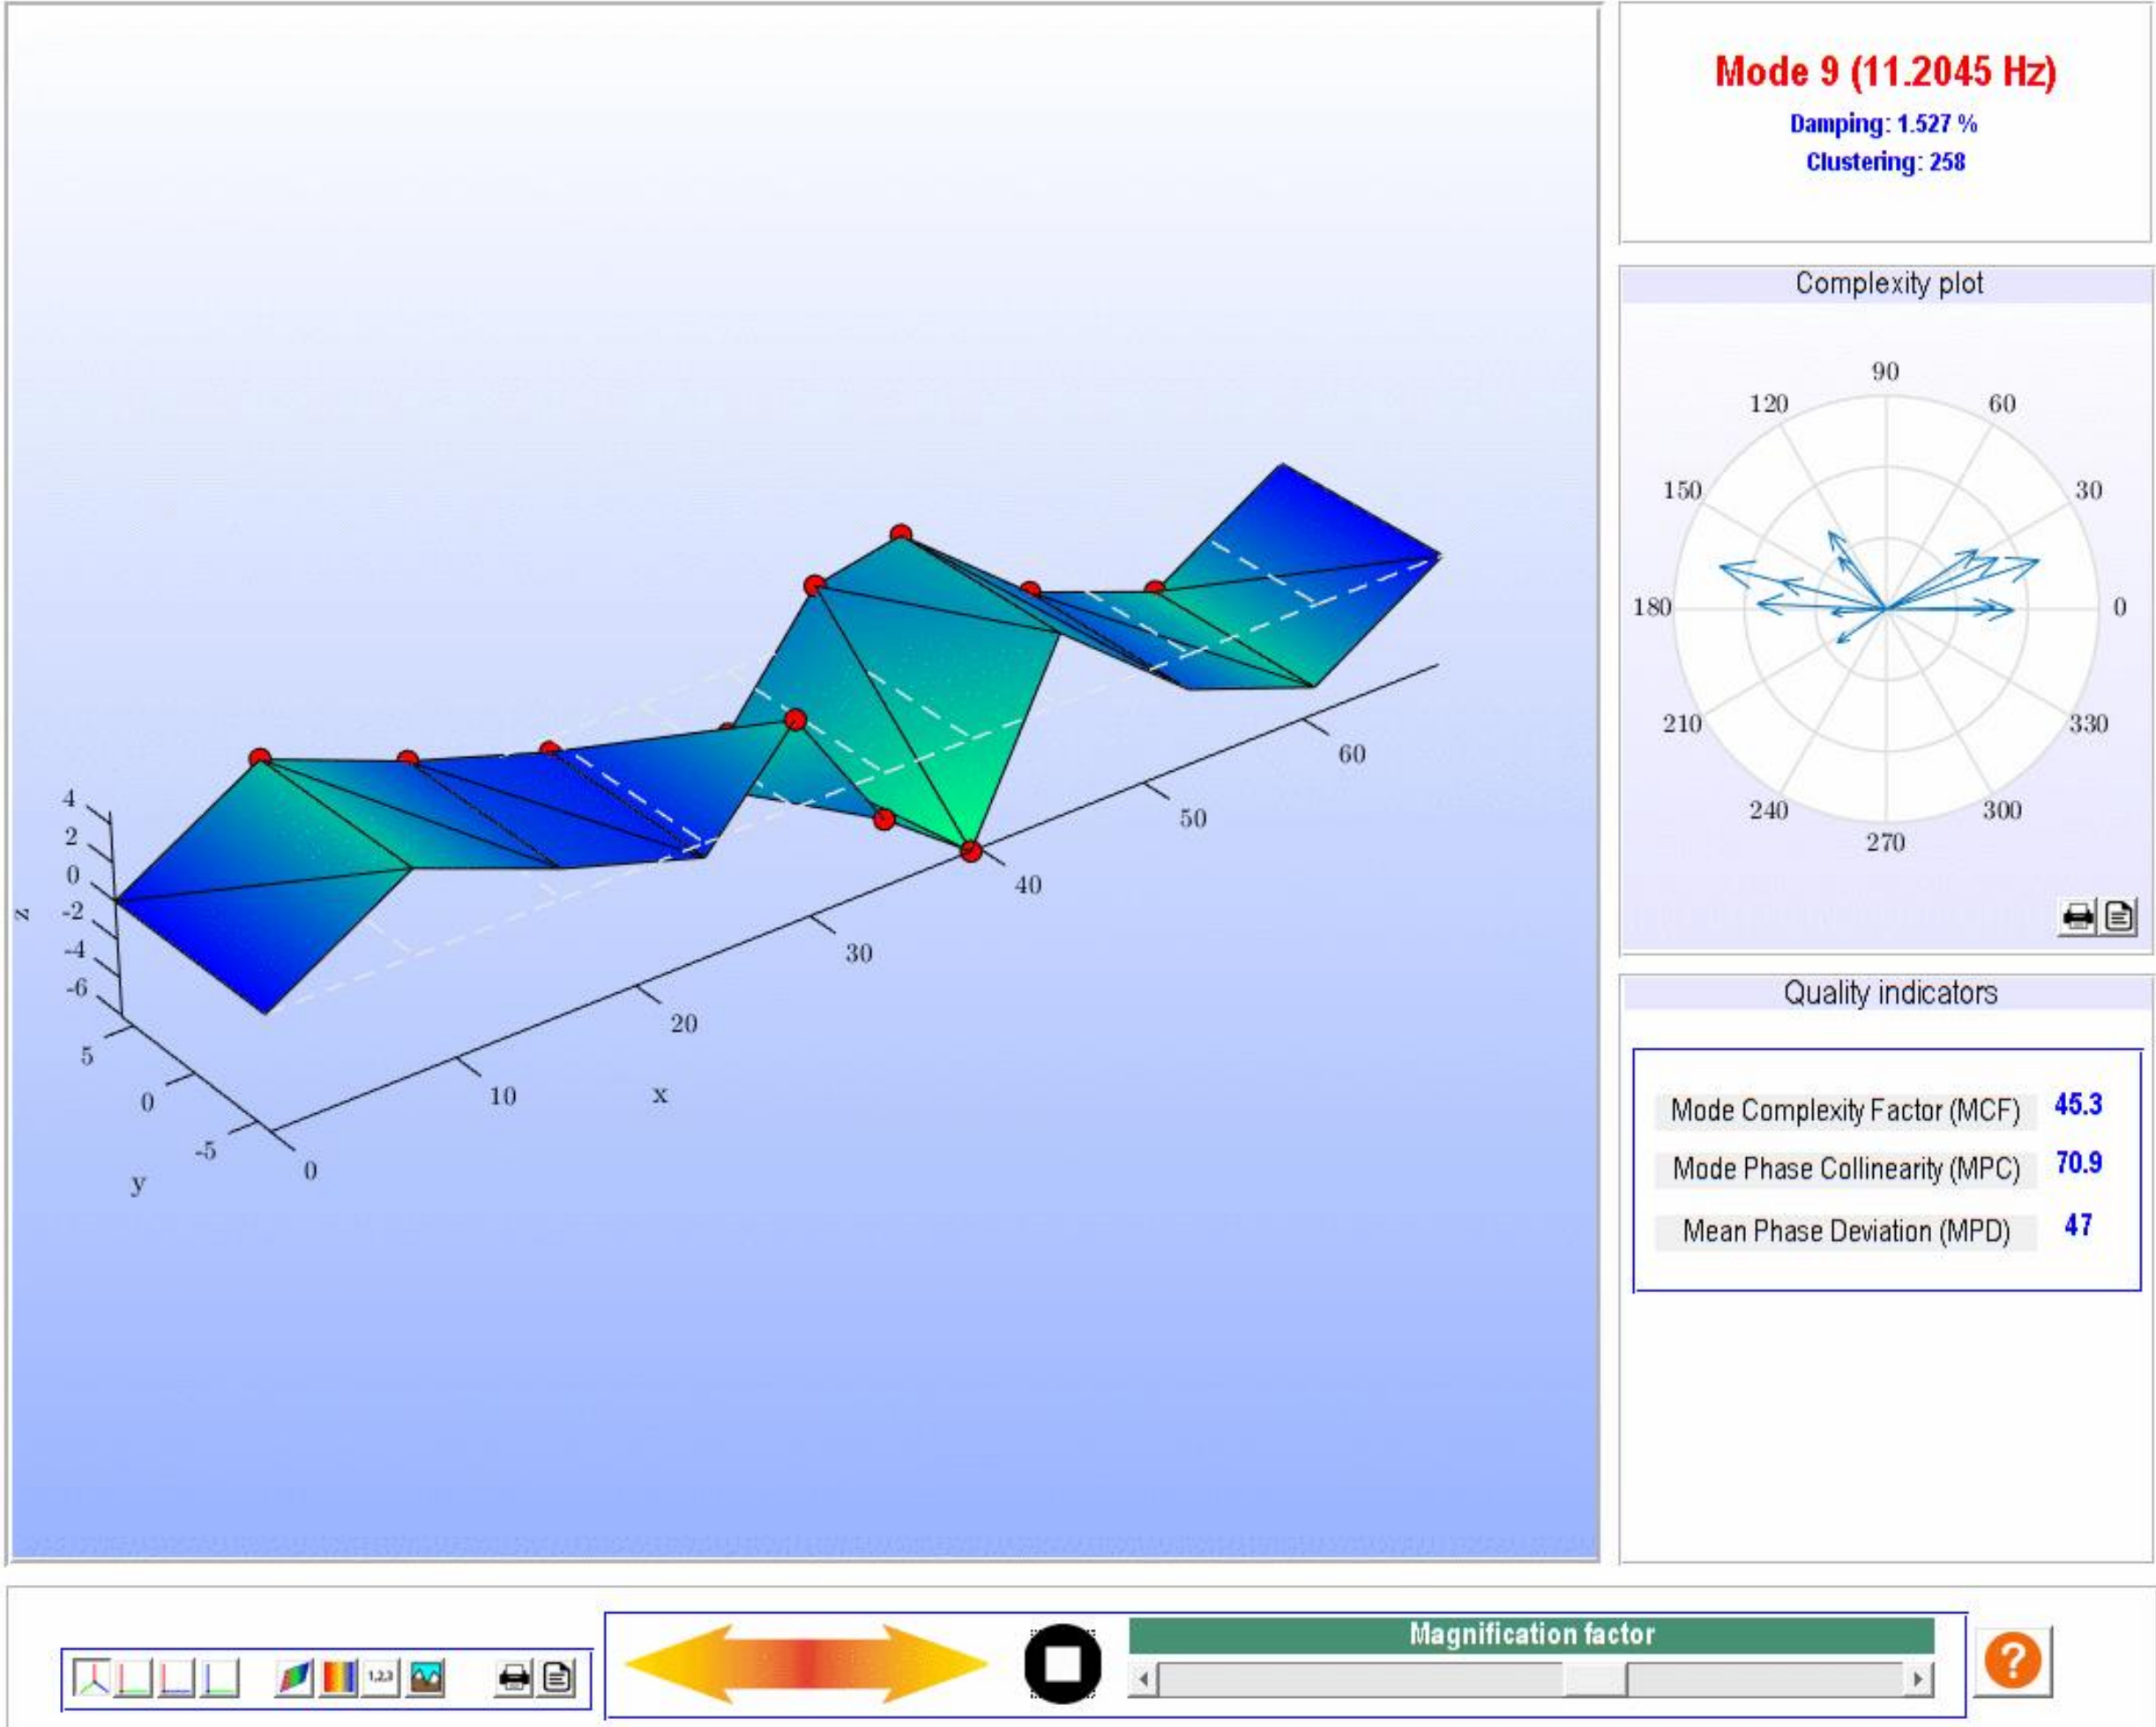 Mode 9 (11.2045 Hz)
Damping: 1.527 %
Clustering: 258
Complexity plot
90
120
60
150
30
180
0
210
330
240
300
270
Quality indicators
Mode Complexity Factor (MCF) 45.3
Mode Phase Collinearity (MPC) 70.9
Mean Phase Deviation (MPD) 47
4
2
0
-2
-4
-6
z
5
0
-5
y
0
10
20
30
40
50
60
x
1,2,3
Magnification factor
?